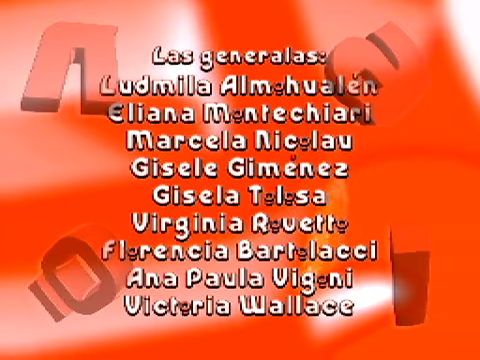 Las generalas:
Ludmila Almohualén
Eliana Montechiari
Marcela Nicolau
Gisele Giménez
Gisela Tolosa
Virginia Rovetto
Florencia Bartolacci
Ana Paula Vigoni
Victoria Wallace